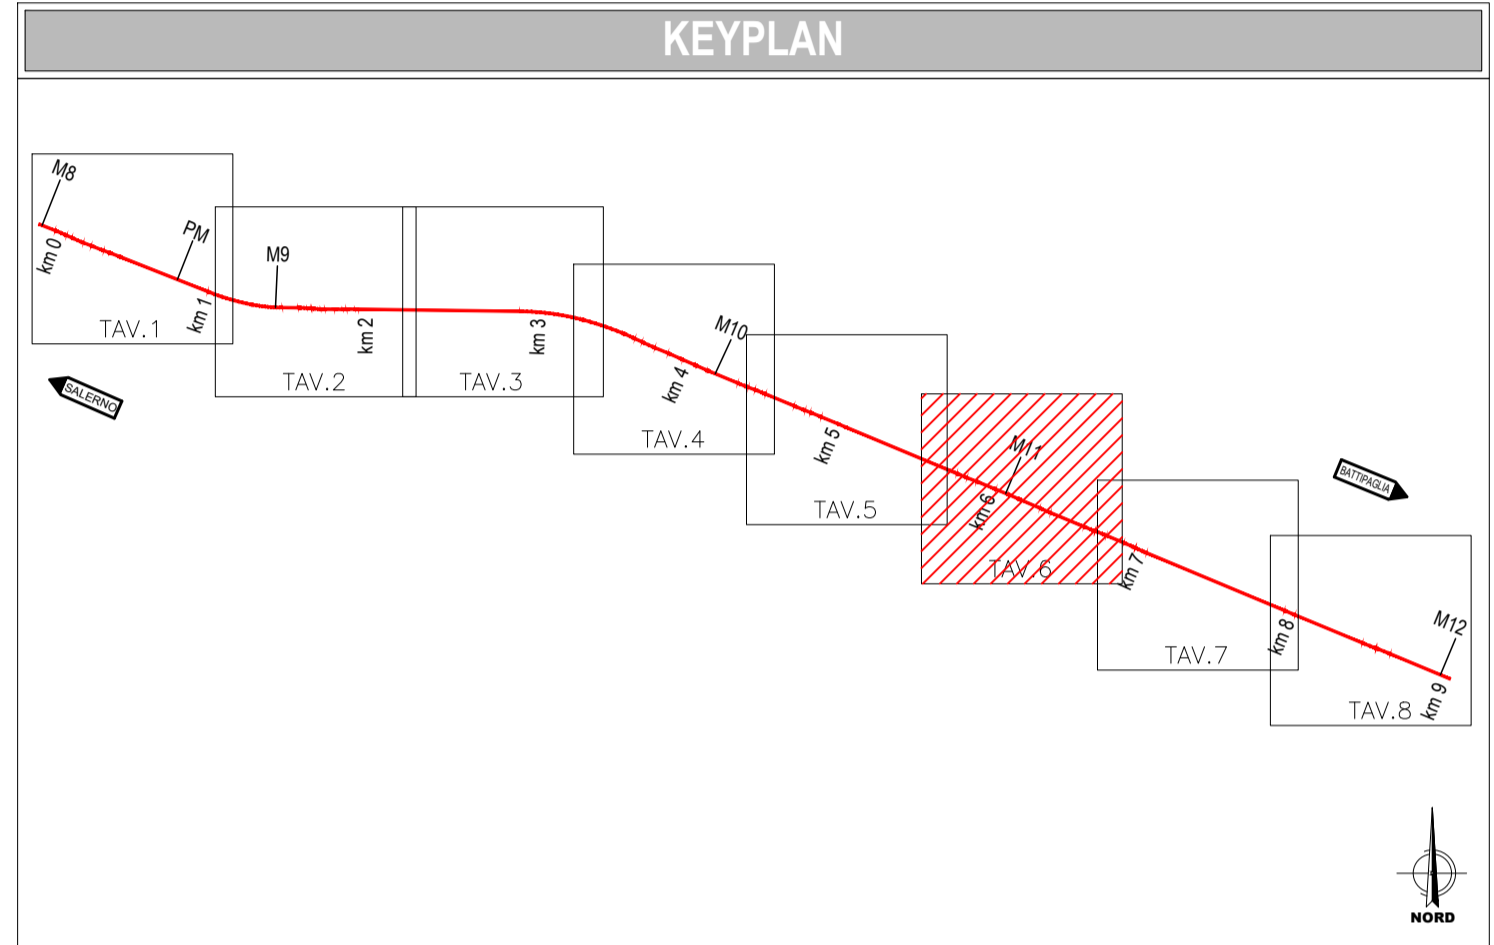 KEYPLAN
M8
PM
M9
km 0
km 1
km 2
km 3
TAV.1
TAV.2
TAV.3
SALERNO
M10
km 4
TAV.4
km 5
TAV.5
M11
km 6
TAV.6
BATTIPAGLIA
km 7
TAV.7
km 8
M12
km 9
TAV.8
NORD